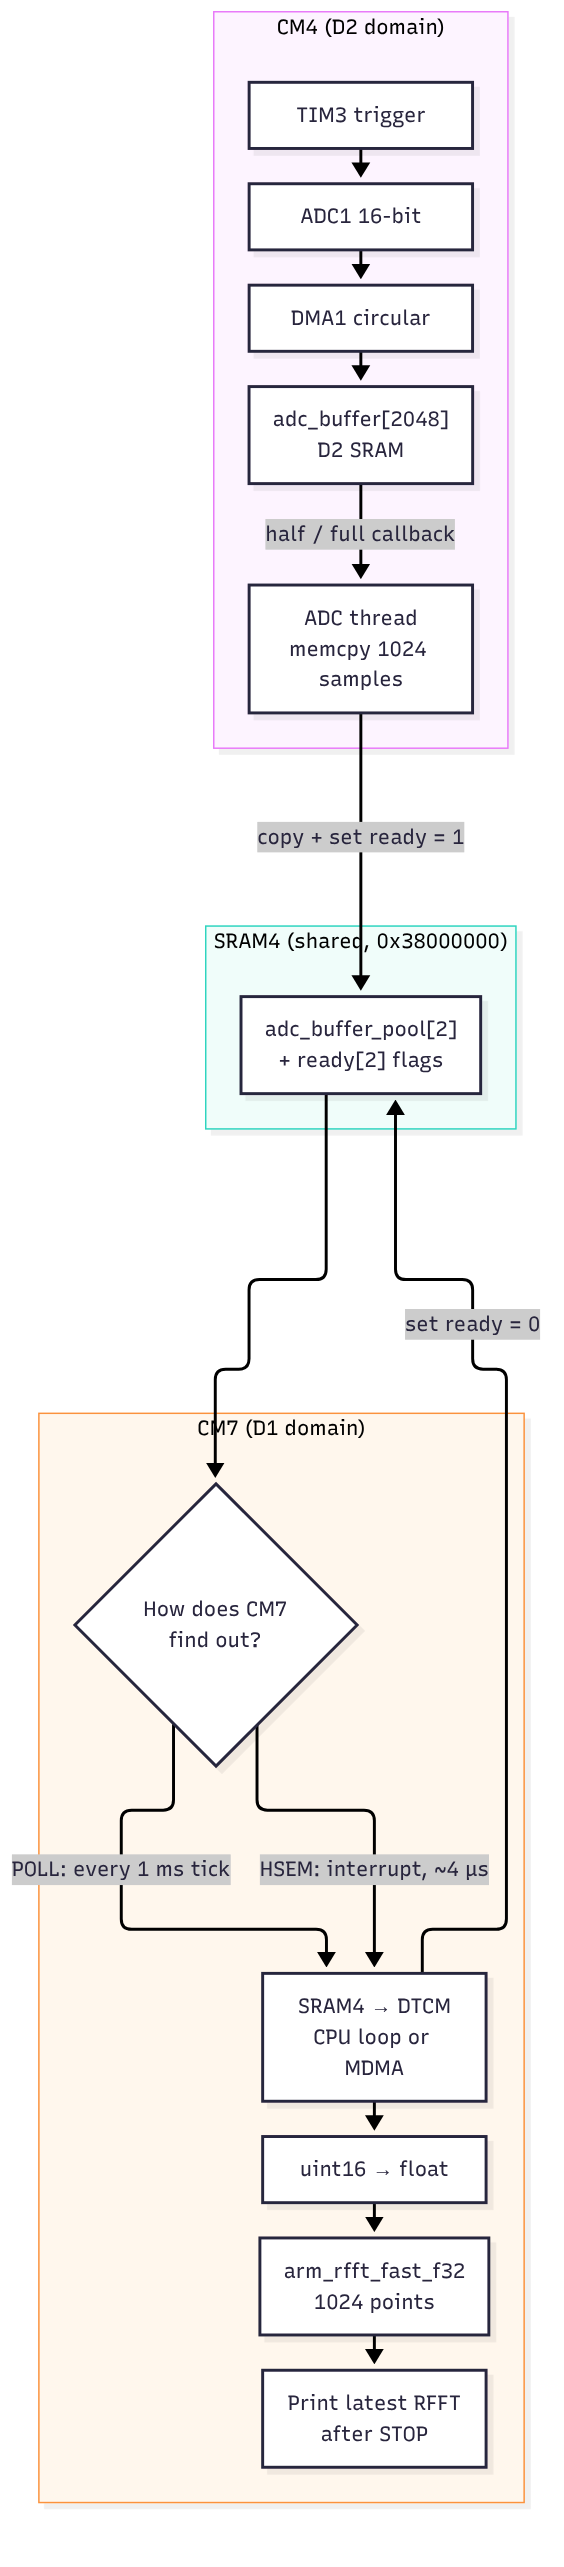 CM4 (D2 domain)
TIM3 trigger
ADC1 16-bit
DMA1 circular
adc_buffer[2048]
D2 SRAM
half / full callback
ADC thread
memcpy 1024
samples
copy + set ready = 1
SRAM4 (shared, 0x38000000)
adc_buffer_pool[2]
+ ready[2] flags
set ready = 0
CM7 (D1 domain)
How does CM7
find out?
POLL: every 1 ms tick
HSEM: interrupt, ~4 µs
SRAM4 → DTCM
CPU loop or
MDMA
uint16 → float
arm_rfft_fast_f32
1024 points
Print latest RFFT
after STOP